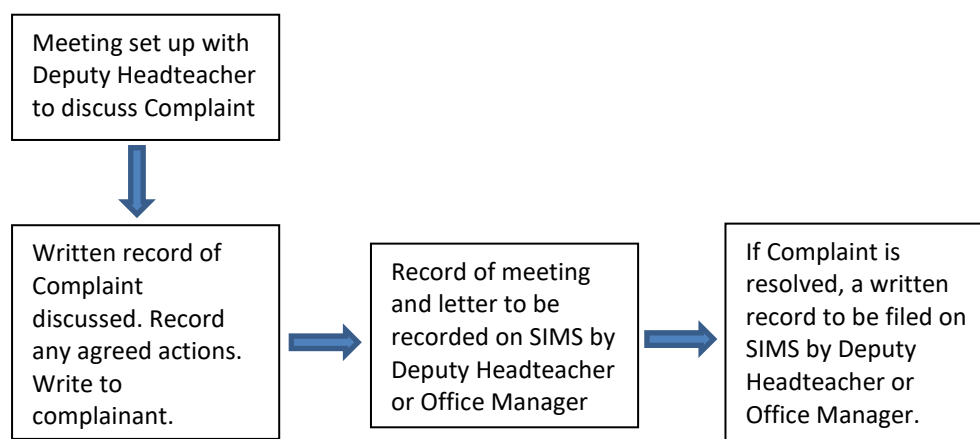 Meeting set up with
Deputy Headteacher
to discuss Complaint
Written record of
Complaint
discussed. Record
any agreed actions.
Write to
complainant.
Record of meeting
and letter to be
recorded on SIMS by
Deputy Headteacher
or Office Manager
If Complaint is
resolved, a written
record to be filed on
SIMS by Deputy
Headteacher or
Office Manager.